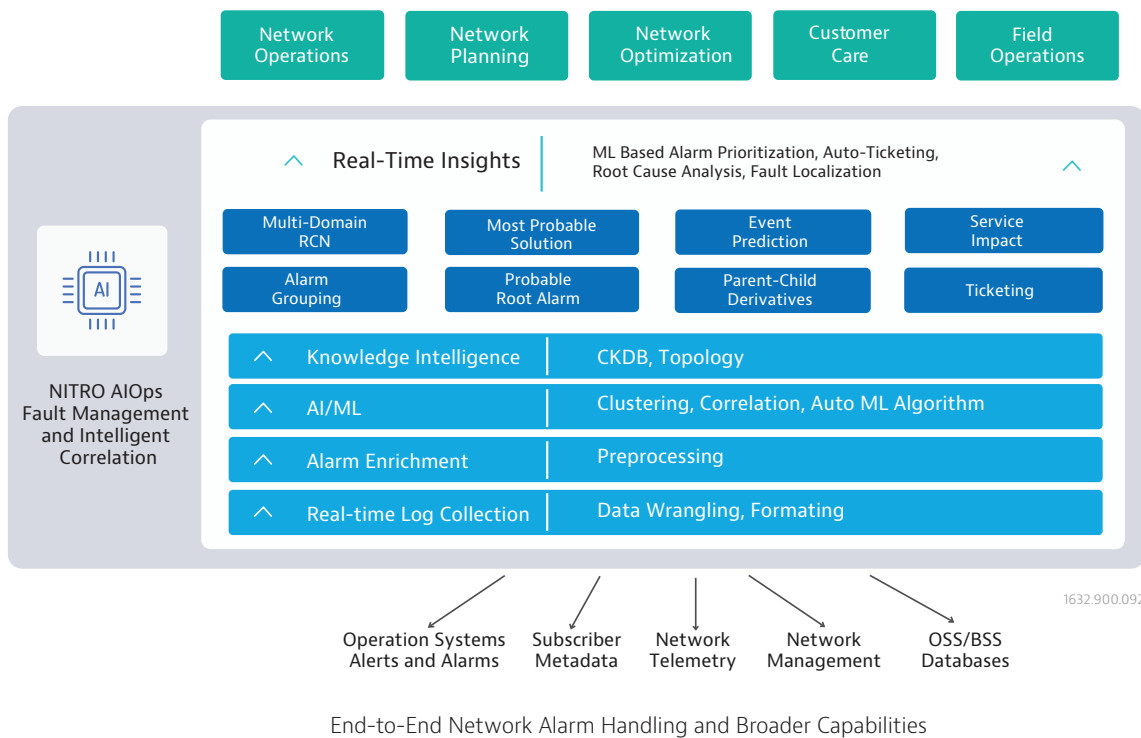 Network
Operations
Network
Planning
Network
Optimization
Customer
Care
Field
Operations
Real-Time Insights
ML Based Alarm Prioritization, Auto-Ticketing,
Root Cause Analysis, Fault Localization
Multi-Domain
RCN
Most Probable
Solution
Event
Prediction
Service
Impact
Alarm
Grouping
Probable
Root Alarm
Parent-Child
Derivatives
Ticketing
AI
NITRO AIOps
Fault Management
and Intelligent
Correlation
Knowledge Intelligence
CKDB, Topology
AI/ML
Clustering, Correlation, Auto ML Algorithm
Alarm Enrichment
Preprocessing
Real-time Log Collection
Data Wrangling, Formating
1632.900.092
Operation Systems
Alerts and Alarms
Subscriber
Metadata
Network
Telemetry
Network
Management
OSS/BSS
Databases
End-to-End Network Alarm Handling and Broader Capabilities